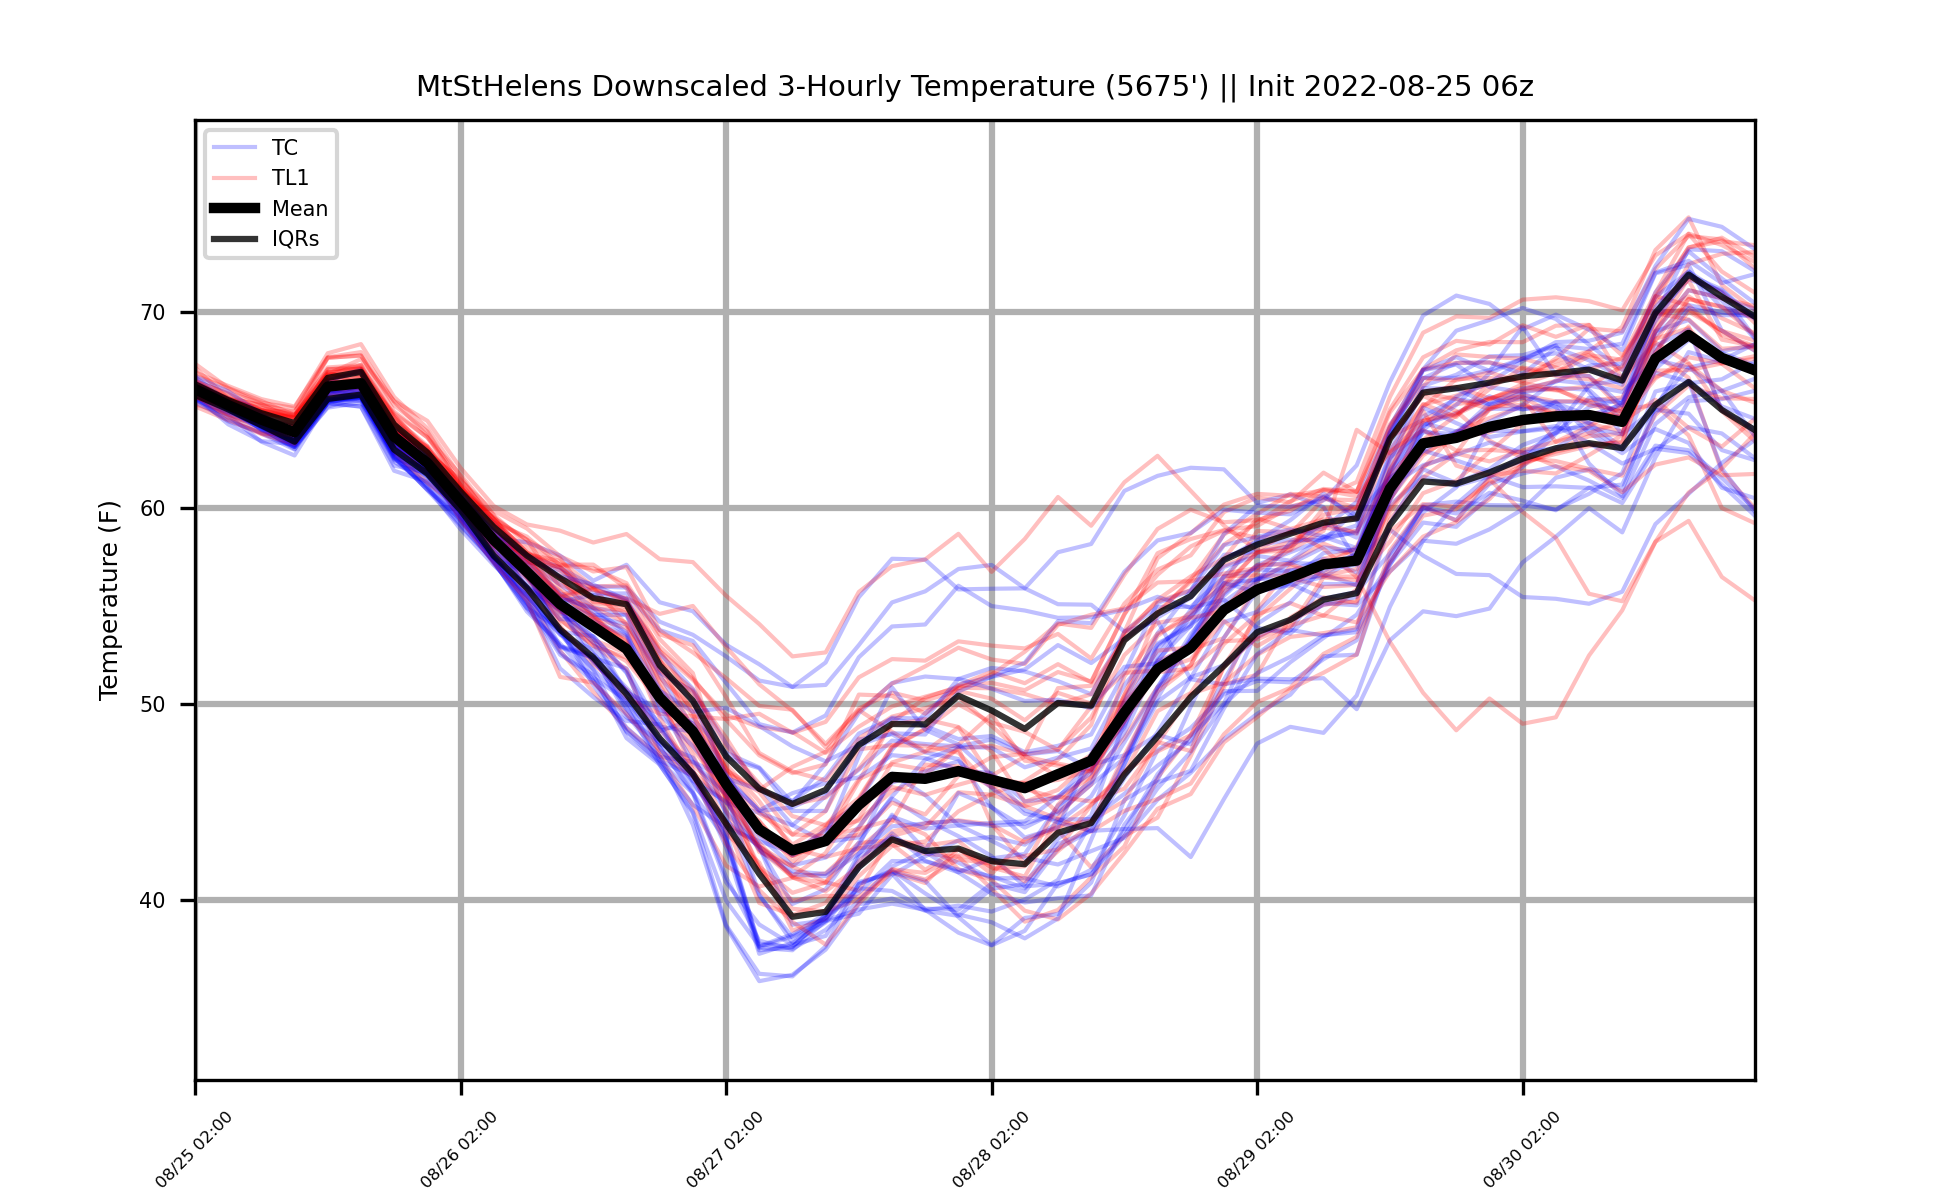 MtStHelens Downscaled 3-Hourly Temperature (5675') || Init 2022-08-25 06z
TC
TL1
Mean
IQRs
Temperature (F)
70
60
50
40
08/25 02:00
08/26 02:00
08/27 02:00
08/28 02:00
08/29 02:00
08/30 02:00